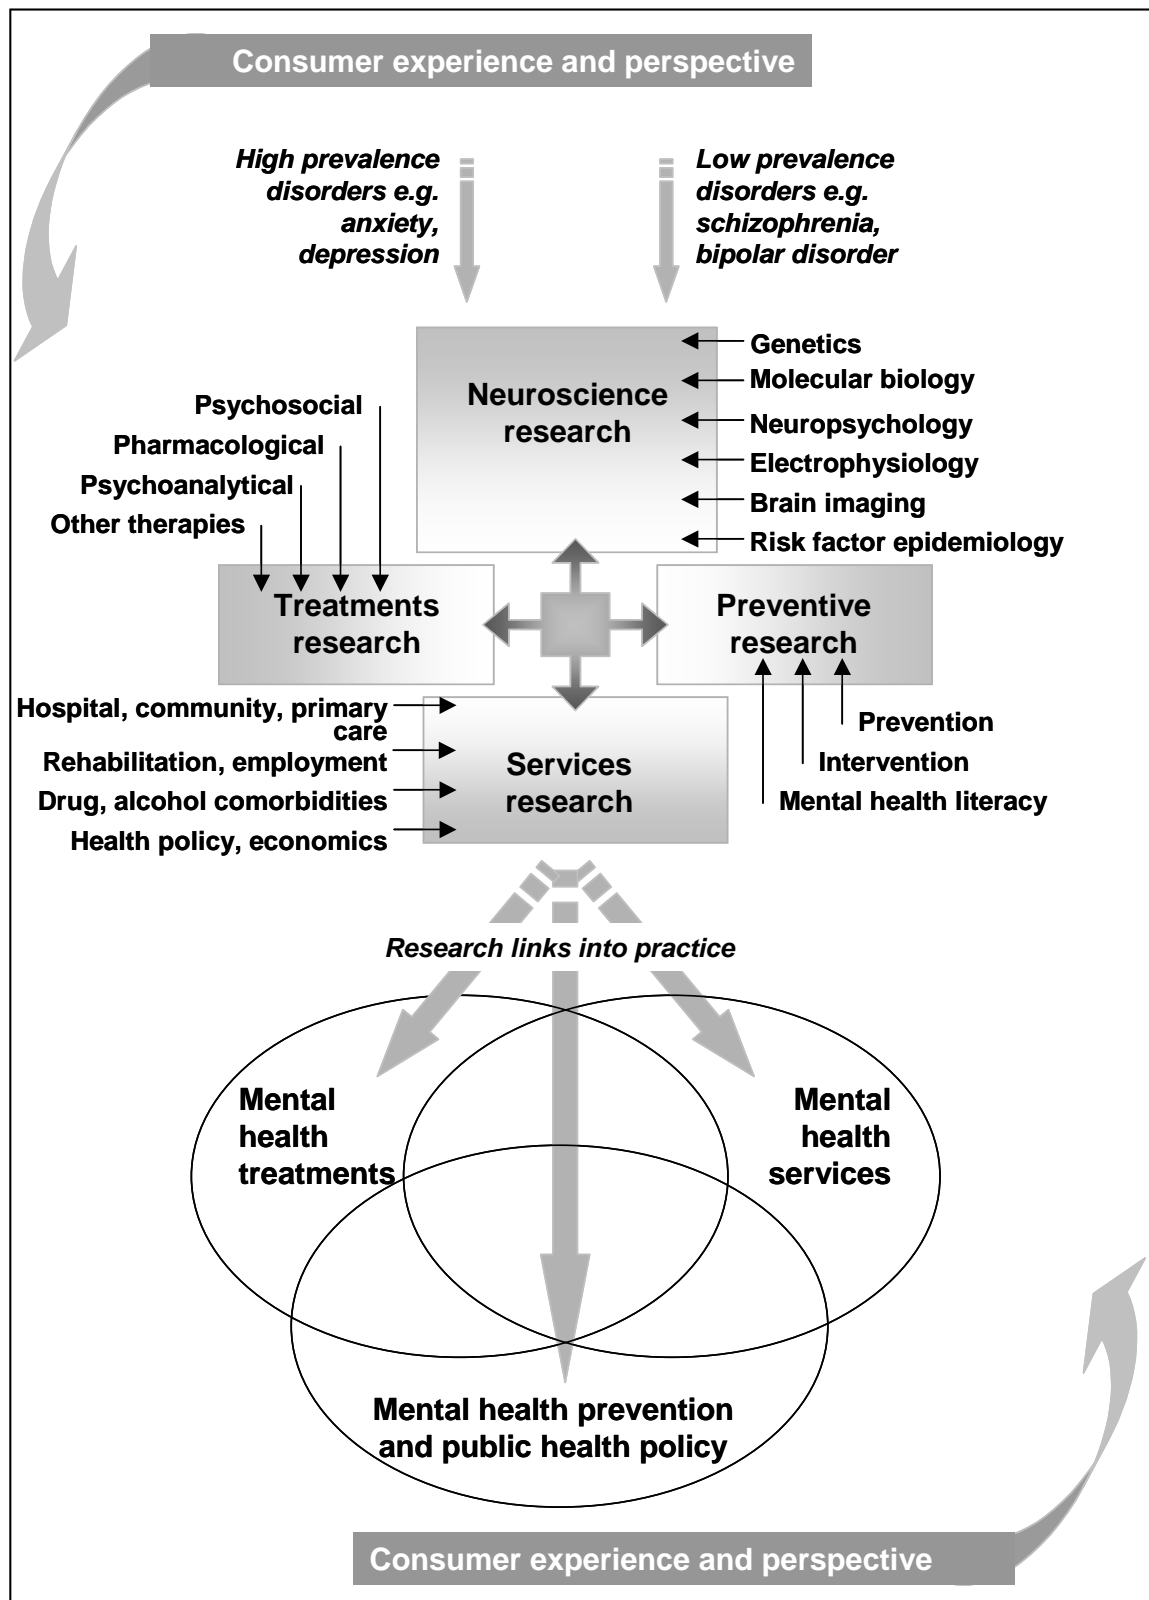 Consumer experience and perspective
High prevalence
disorders e.g.
anxiety,
depression
Low prevalence
disorders e.g.
schizophrenia,
bipolar disorder
Neuroscience
research
Genetics
Molecular biology
Neuropsychology
Electrophysiology
Brain imaging
Risk factor epidemiology
Psychosocial
Pharmacological
Psychoanalytical
Other therapies
Treatments
research
Preventive
research
Prevention
Intervention
Mental health literacy
Hospital, community, primary
care
Rehabilitation, employment
Drug, alcohol comorbidities
Health policy, economics
Services
research
Research links into practice
Mental
health
treatments
Mental
health
services
Mental health prevention
and public health policy
Consumer experience and perspective